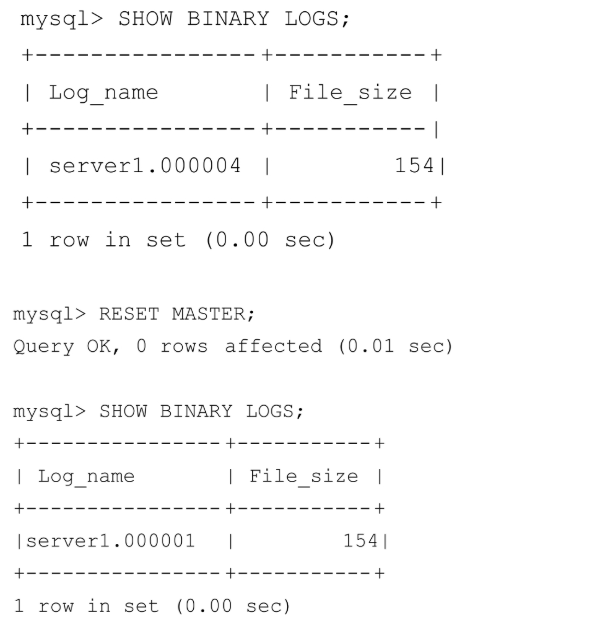 mysql> SHOW BINARY LOGS;
+----------------+-----------+
| Log_name       | File_size |
+----------------+-----------|
| server1.000004 |        154|
+----------------+-----------+
1 row in set (0.00 sec)
mysql> RESET MASTER;
Query OK, 0 rows affected (0.01 sec)
mysql> SHOW BINARY LOGS;
+----------------+-----------+
| Log_name       | File_size |
+----------------+-----------+
|server1.000001  |        154|
+----------------+-----------+
1 row in set (0.00 sec)